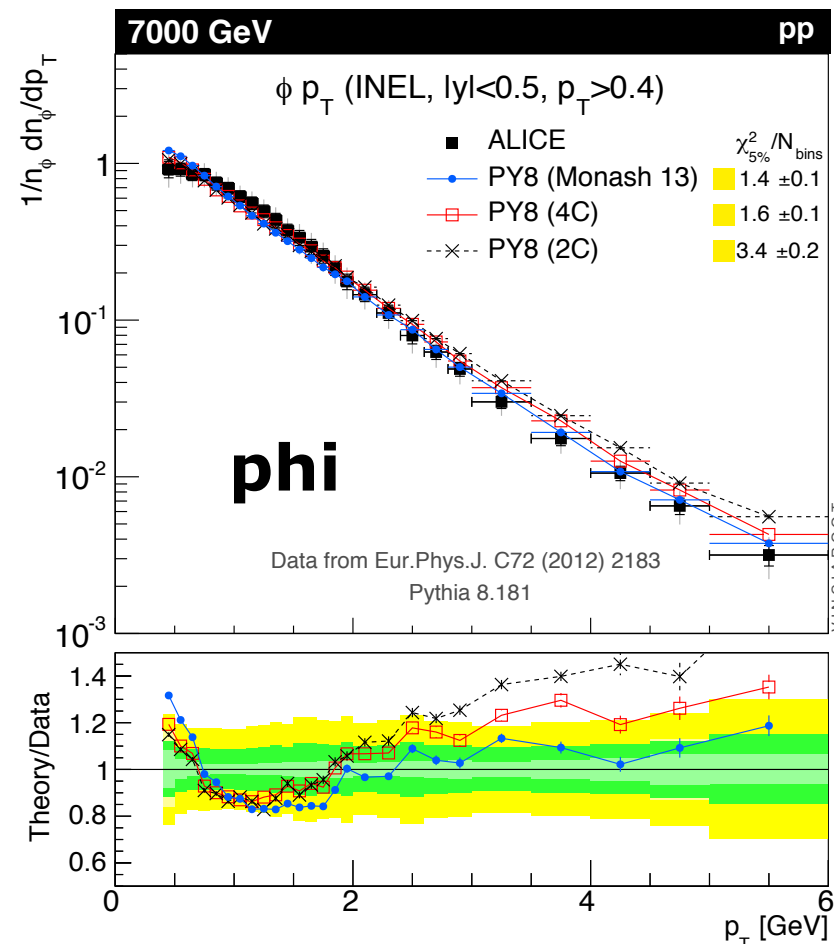 7000 GeV pp
1/n_ϕ dn_ϕ/dp_T
ϕ p_T (INEL, |y|<0.5, p_T>0.4)
χ²_5%/N_bins
ALICE
PY8 (Monash 13) 1.4 ±0.1
PY8 (4C) 1.6 ±0.1
PY8 (2C) 3.4 ±0.2
1
10⁻¹
10⁻²
10⁻³
phi
Data from Eur.Phys.J. C72 (2012) 2183
Pythia 8.181
Theory/Data
1.4
1.2
1
0.8
0.6
0 2 4 6
p_T [GeV]